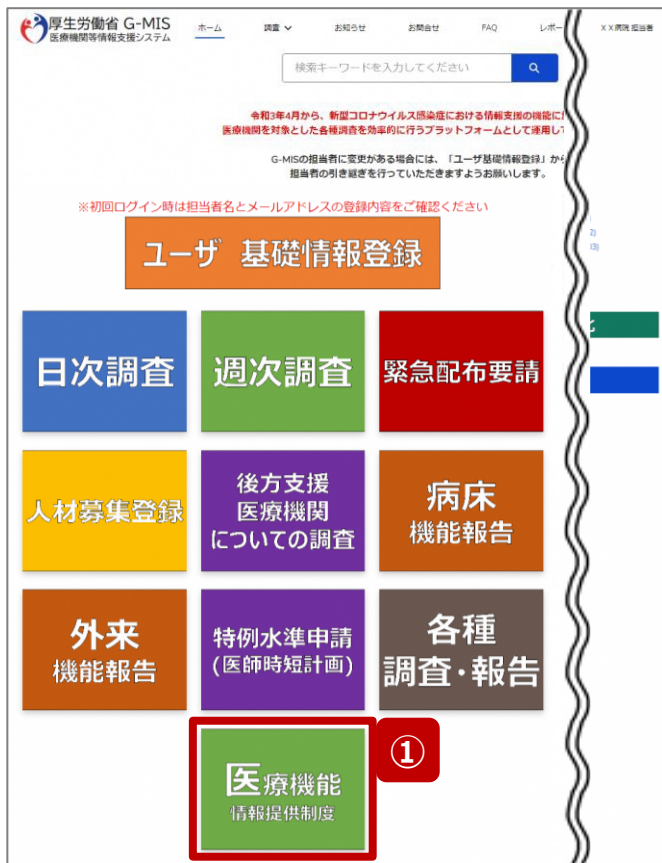 厚生労働省 G-MIS
医療機関等情報支援システム
ホーム 調査 お知らせ お問合せ FAQ レポー
XX病院 担当者
検索キーワードを入力してください
令和3年4月から、新型コロナウイルス感染症における情報支援の機能に
医療機関を対象とした各種調査を効率的に行うプラットフォームとして運用し
G-MISの担当者に変更がある場合には、「ユーザ基礎情報登録」か
担当者の引き継ぎを行っていただきますようお願いします。
※初回ログイン時は担当者名とメールアドレスの登録内容をご確認ください
2)
ユーザ 基礎情報登録
日次調査
週次調査
緊急配布要請
人材募集登録
後方支援
医療機関
についての調査
病床
機能報告
外来
機能報告
特例水準申請
(医師時短計画)
各種
調査・報告
医療機能
情報提供制度
①